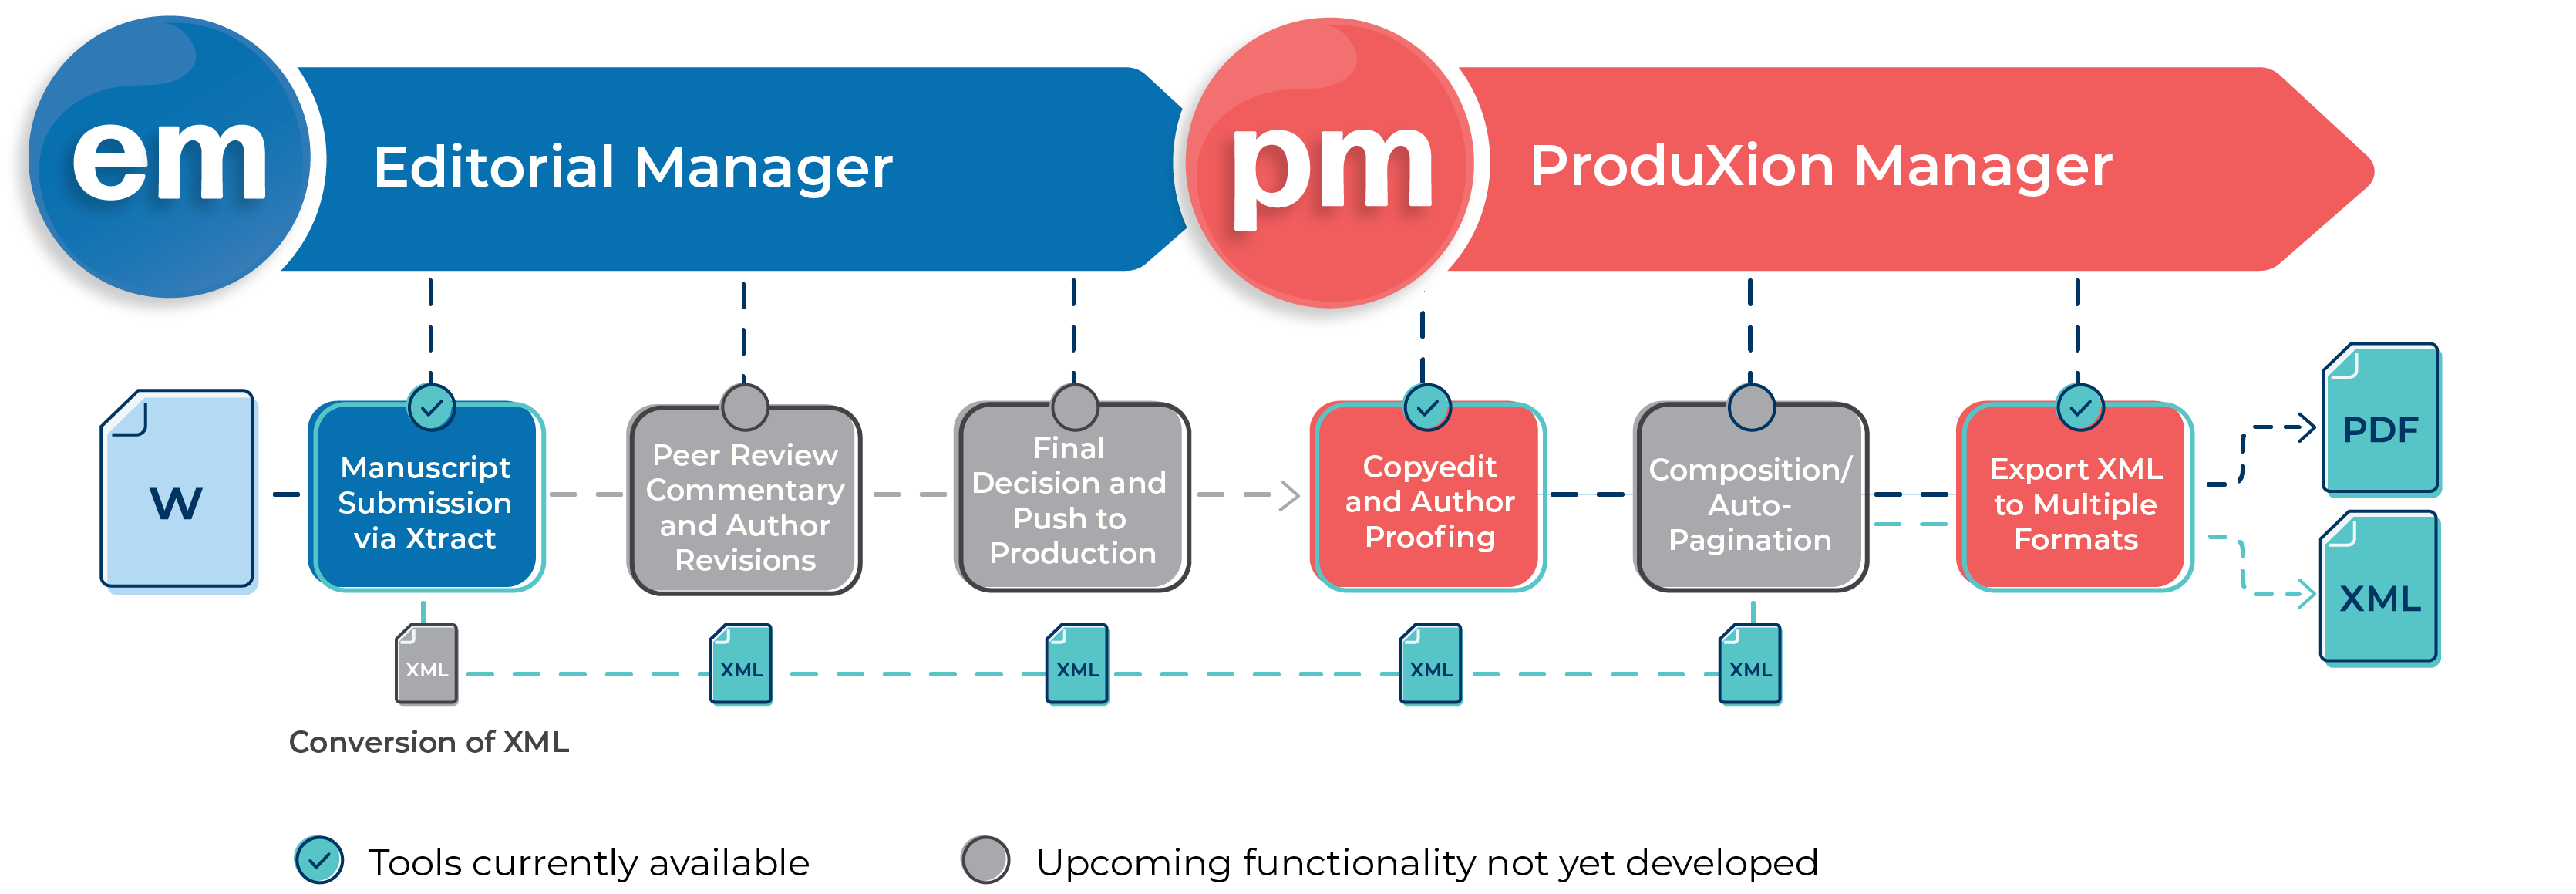 em
Editorial Manager
pm
ProduXion Manager
W
Manuscript
Submission
via Xtract
Peer Review
Commentary
and Author
Revisions
Final
Decision and
Push to
Production
Copyedit
and Author
Proofing
Composition/
Auto-
Pagination
Export XML
to Multiple
Formats
PDF
XML
XML
XML
XML
XML
XML
Conversion of XML
Tools currently available
Upcoming functionality not yet developed